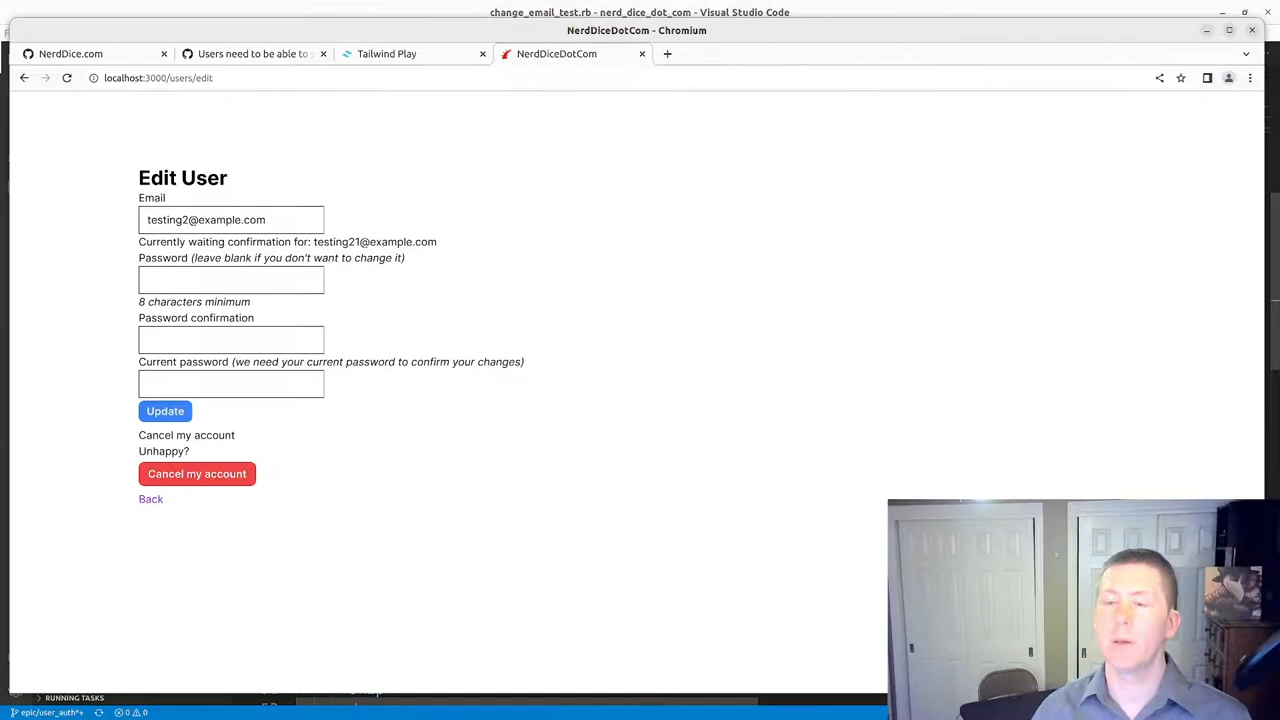 change_email_test.rb - nerd_dice_dot_com - Visual Studio Code
NerdDiceDotCom - Chromium
NerdDice.com
Users need to be able to
Tailwind Play
NerdDiceDotCom
localhost:3000/users/edit
Edit User
Email
testing2@example.com
Currently waiting confirmation for: testing21@example.com
Password (leave blank if you don't want to change it)
8 characters minimum
Password confirmation
Current password (we need your current password to confirm your changes)
Update
Cancel my account
Unhappy?
Cancel my account
Back
RUNNING TASKS
epic/user_auth*+ 0 0